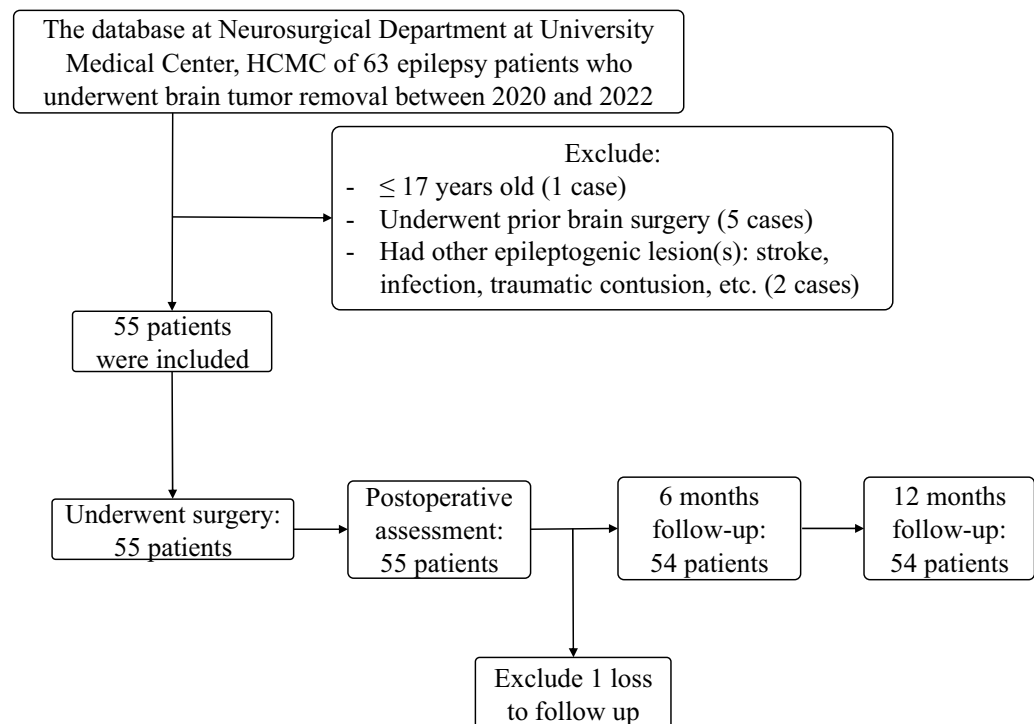 The database at Neurosurgical Department at University
Medical Center, HCMC of 63 epilepsy patients who
underwent brain tumor removal between 2020 and 2022
Exclude:
- ≤ 17 years old (1 case)
- Underwent prior brain surgery (5 cases)
- Had other epileptogenic lesion(s): stroke,
infection, traumatic contusion, etc. (2 cases)
55 patients
were included
Underwent surgery:
55 patients
Postoperative
assessment:
55 patients
6 months
follow-up:
54 patients
12 months
follow-up:
54 patients
Exclude 1 loss
to follow up